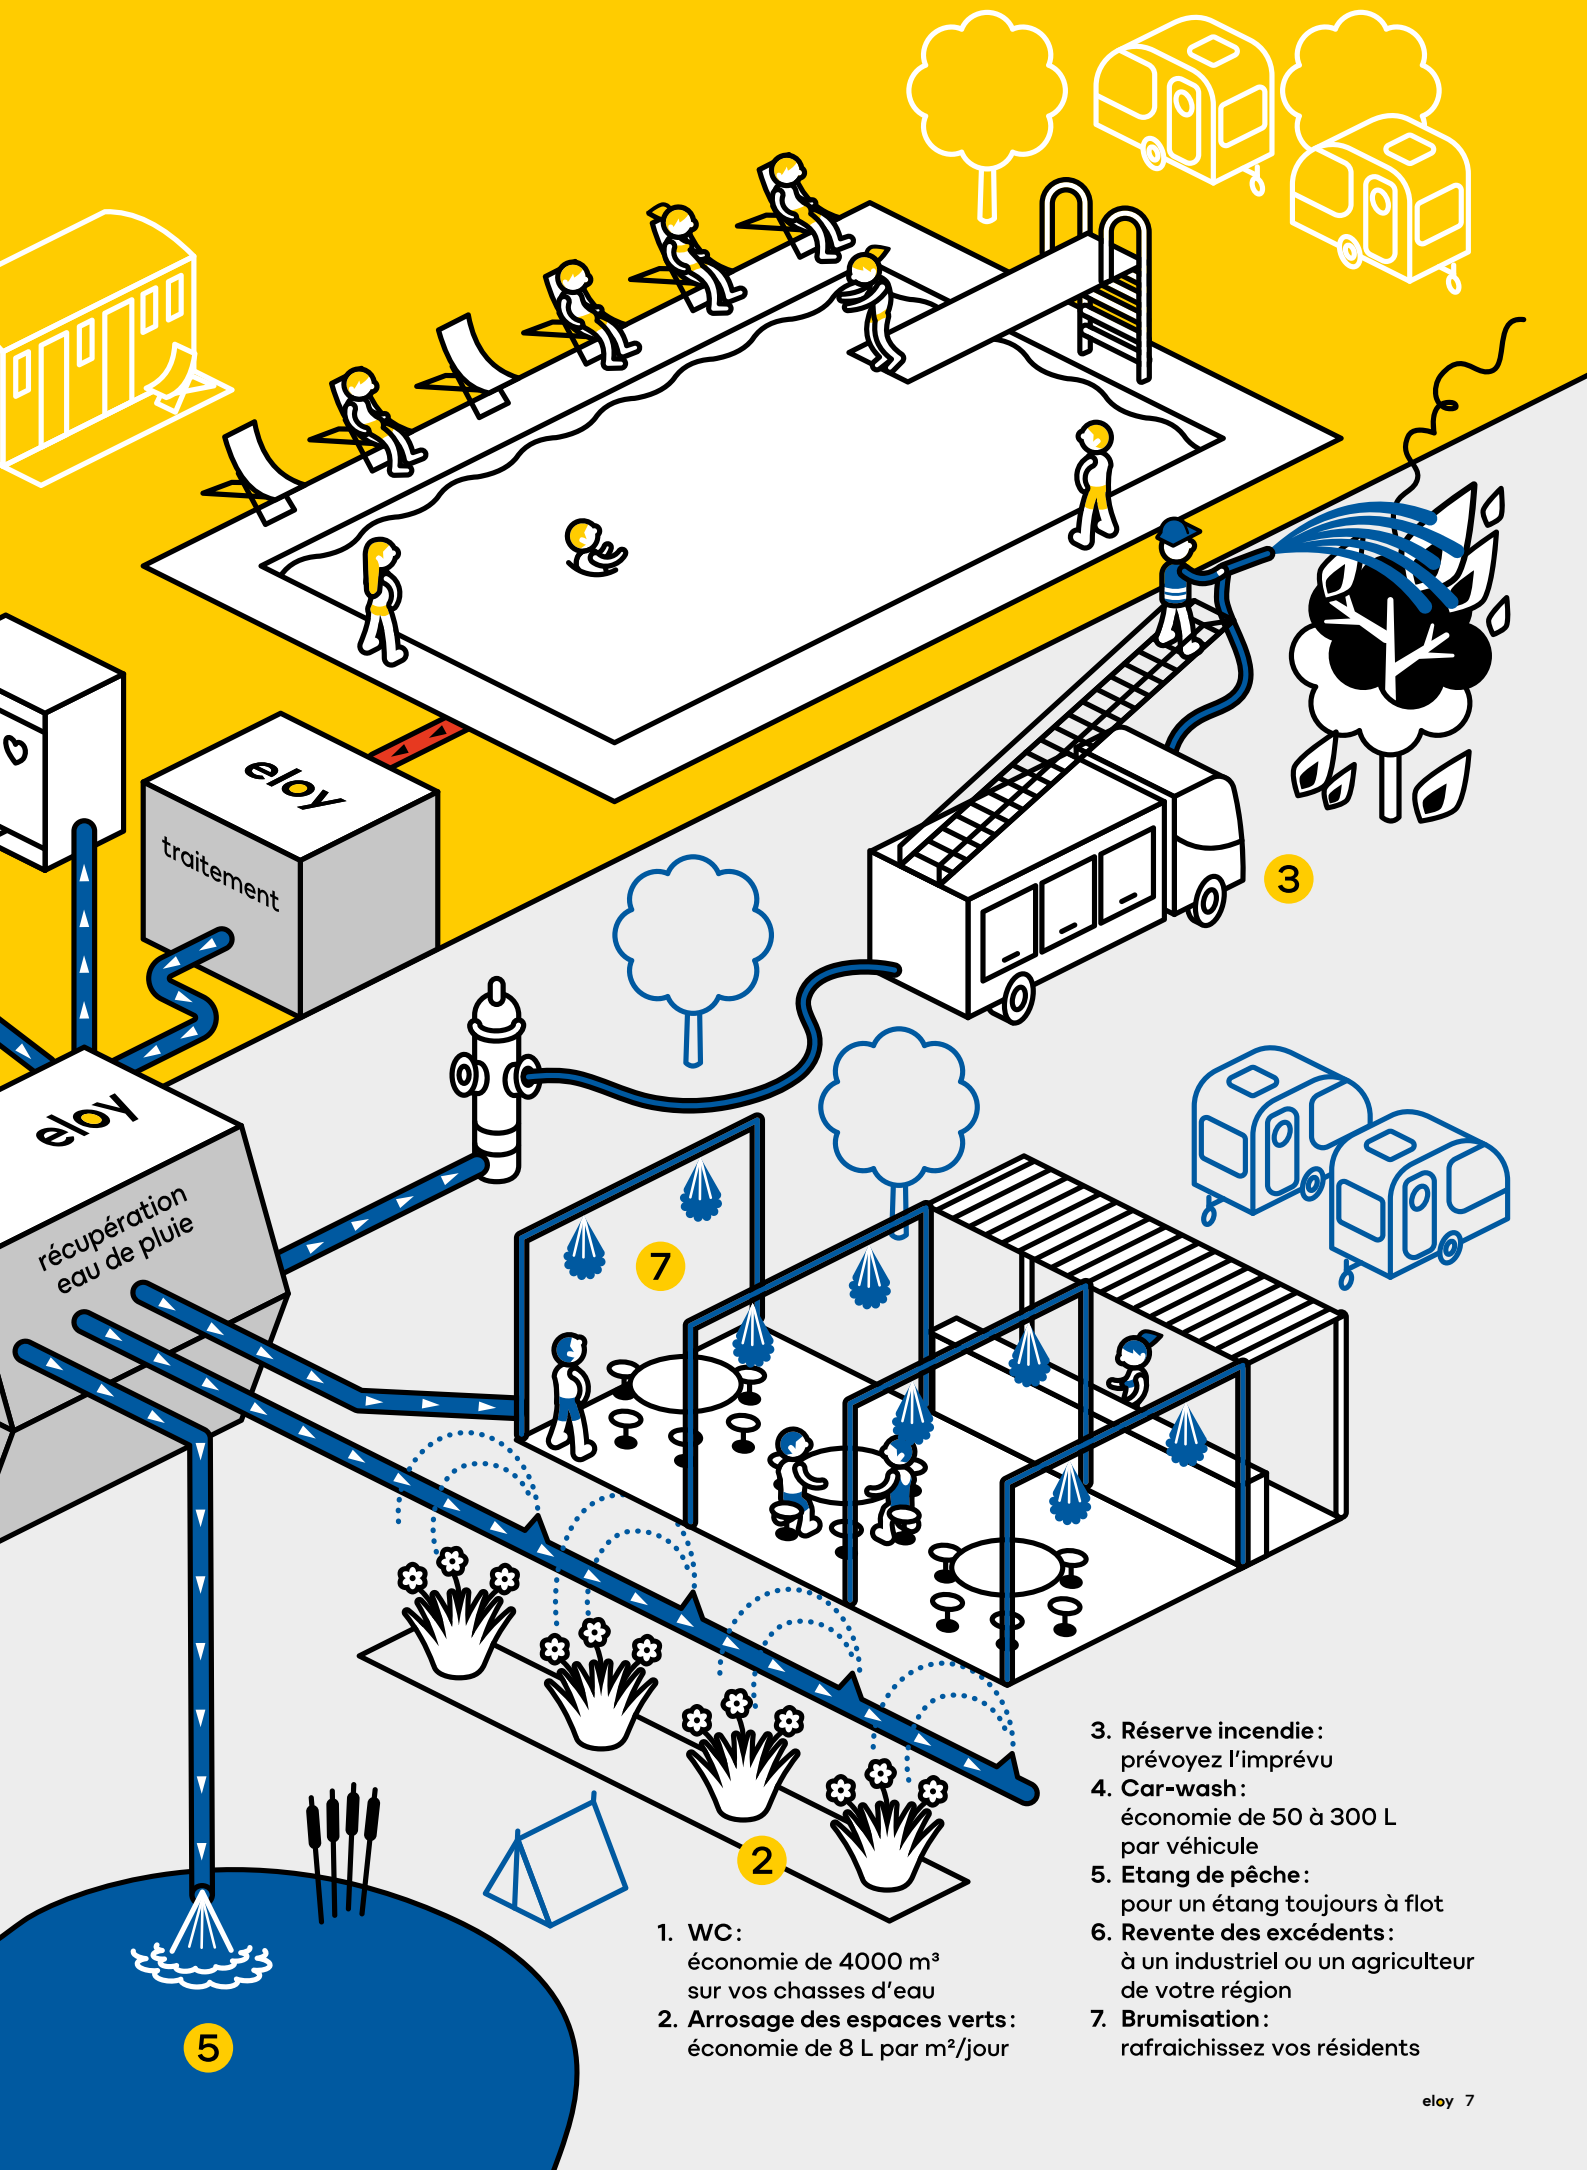 eloy
traitement
3
eloy
récupération
eau de pluie
7
2
5
1. WC :
économie de 4000 m³
sur vos chasses d'eau
2. Arrosage des espaces verts :
économie de 8 L par m²/jour
3. Réserve incendie :
prévoyez l'imprévu
4. Car-wash :
économie de 50 à 300 L
par véhicule
5. Etang de pêche :
pour un étang toujours à flot
6. Revente des excédents :
à un industriel ou un agriculteur
de votre région
7. Brumisation :
rafraichissez vos résidents
eloy 7